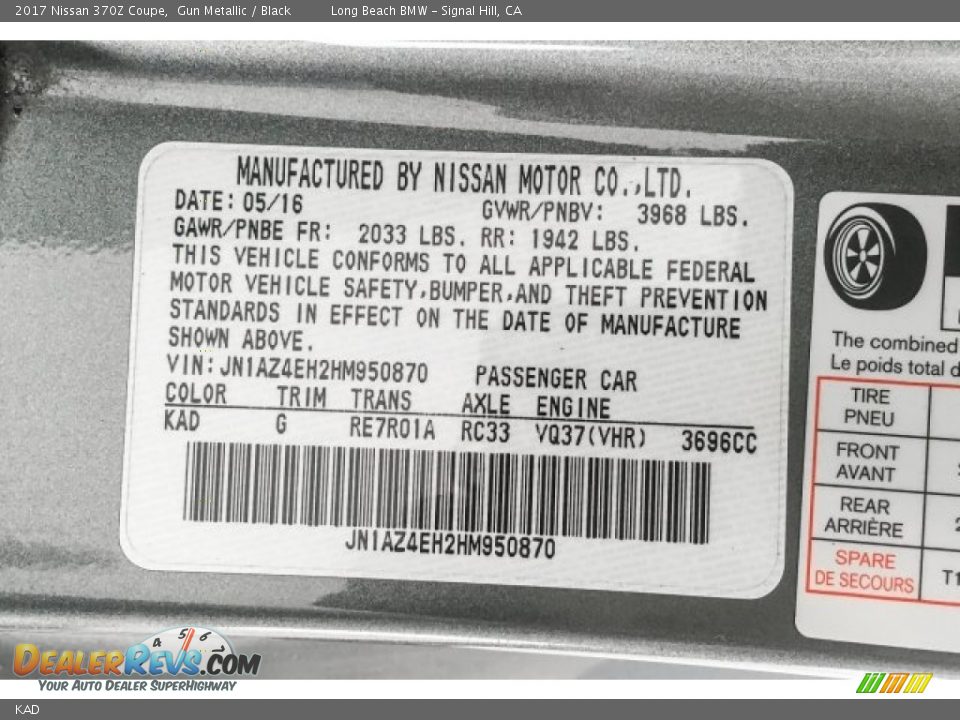 2017 Nissan 370Z Coupe, Gun Metallic / Black Long Beach BMW - Signal Hill, CA
MANUFACTURED BY NISSAN MOTOR CO.,LTD.
DATE: 05/16 GVWR/PNBV: 3968 LBS.
GAWR/PNBE FR: 2033 LBS. RR: 1942 LBS.
THIS VEHICLE CONFORMS TO ALL APPLICABLE FEDERAL
MOTOR VEHICLE SAFETY,BUMPER,AND THEFT PREVENTION
STANDARDS IN EFFECT ON THE DATE OF MANUFACTURE
SHOWN ABOVE.
VIN: JN1AZ4EH2HM950870 PASSENGER CAR
COLOR TRIM TRANS AXLE ENGINE
KAD G RE7R01A RC33 VQ37(VHR) 3696CC
JN1AZ4EH2HM950870
The combined
Le poids total d
TIRE
PNEU
FRONT
AVANT
REAR
ARRIÈRE
SPARE
DE SECOURS
T1
4 5 6
DEALERREVS.COM
YOUR AUTO DEALER SUPERHIGHWAY
KAD